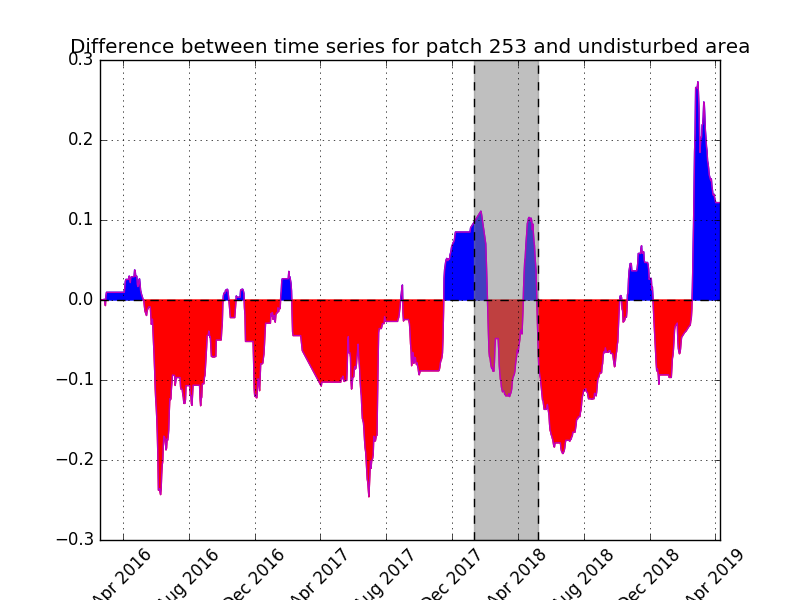 Difference between time series for patch 253 and undisturbed area
0.3
0.2
0.1
0.0
−0.1
−0.2
−0.3
Apr 2016
Aug 2016
Dec 2016
Apr 2017
Aug 2017
Dec 2017
Apr 2018
Aug 2018
Dec 2018
Apr 2019